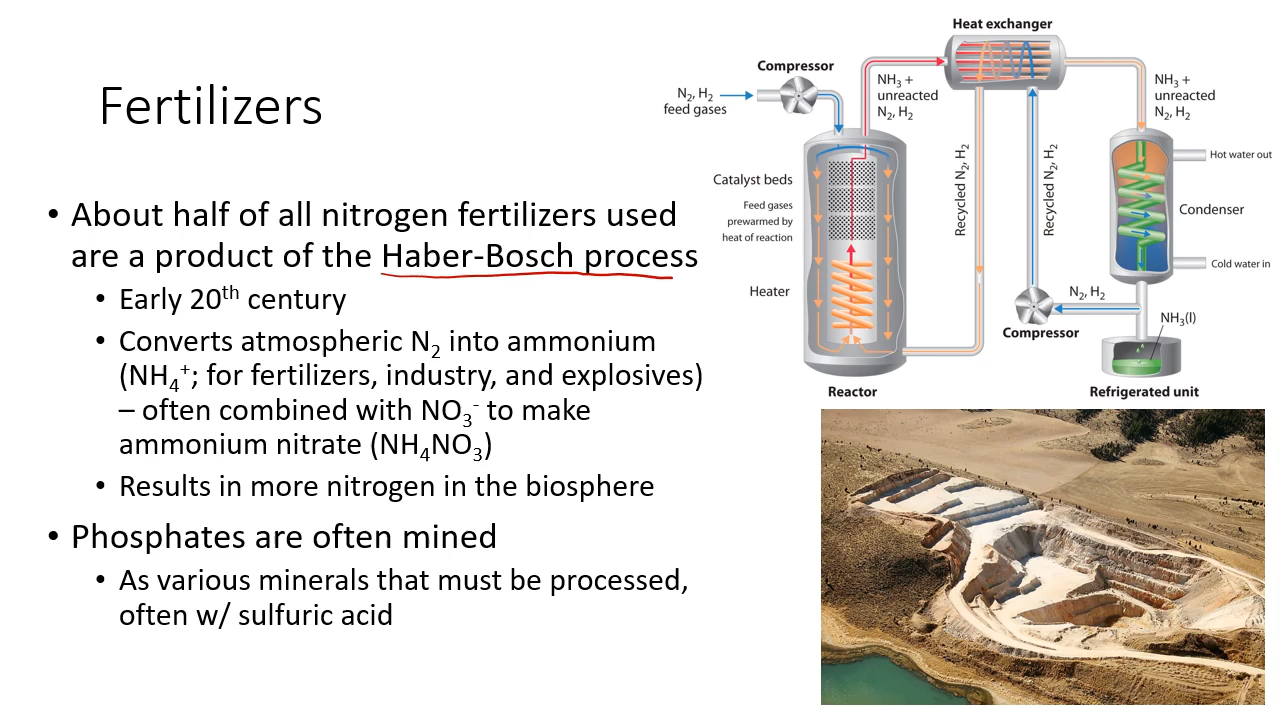 Fertilizers
• About half of all nitrogen fertilizers used
are a product of the Haber-Bosch process
• Early 20th century
• Converts atmospheric N2 into ammonium
(NH4+; for fertilizers, industry, and explosives)
– often combined with NO3- to make
ammonium nitrate (NH4NO3)
• Results in more nitrogen in the biosphere
• Phosphates are often mined
• As various minerals that must be processed,
often w/ sulfuric acid
Heat exchanger
Compressor
N2, H2
feed gases
NH3 +
unreacted
N2, H2
NH3 +
unreacted
N2, H2
Catalyst beds
Feed gases
prewarmed by
heat of reaction
Heater
Reactor
Recycled N2, H2
Recycled N2, H2
Hot water out
Condenser
Cold water in
N2, H2
Compressor
NH3(l)
Refrigerated unit